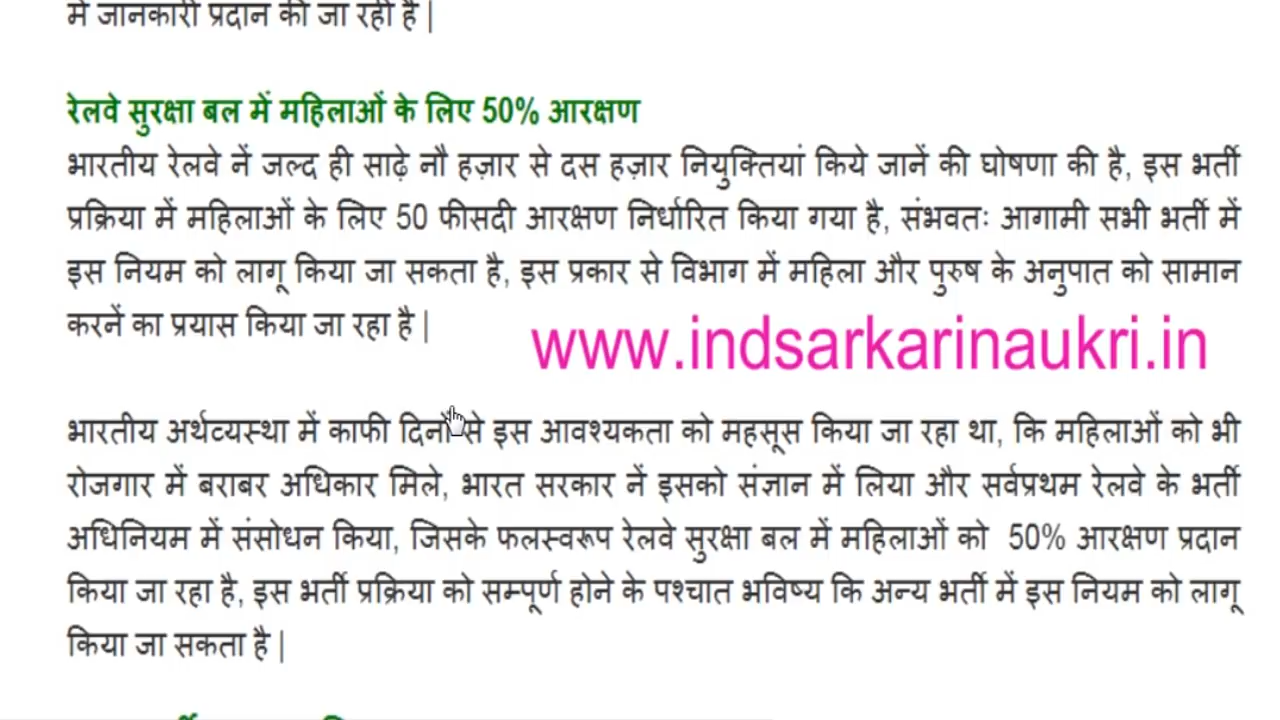 में जानकारी प्रदान की जा रही है |
रेलवे सुरक्षा बल में महिलाओं के लिए 50% आरक्षण
भारतीय रेलवे नें जल्द ही साढ़े नौ हज़ार से दस हज़ार नियुक्तियां किये जानें की घोषणा की है, इस भर्ती
प्रक्रिया में महिलाओं के लिए 50 फीसदी आरक्षण निर्धारित किया गया है, संभवतः आगामी सभी भर्ती में
इस नियम को लागू किया जा सकता है, इस प्रकार से विभाग में महिला और पुरुष के अनुपात को सामान
करनें का प्रयास किया जा रहा है |
www.indsarkarinaukri.in
भारतीय अर्थव्यस्था में काफी दिनों से इस आवश्यकता को महसूस किया जा रहा था, कि महिलाओं को भी
रोजगार में बराबर अधिकार मिले, भारत सरकार नें इसको संज्ञान में लिया और सर्वप्रथम रेलवे के भर्ती
अधिनियम में संसोधन किया, जिसके फलस्वरूप रेलवे सुरक्षा बल में महिलाओं को 50% आरक्षण प्रदान
किया जा रहा है, इस भर्ती प्रक्रिया को सम्पूर्ण होने के पश्चात भविष्य कि अन्य भर्ती में इस नियम को लागू
किया जा सकता है |